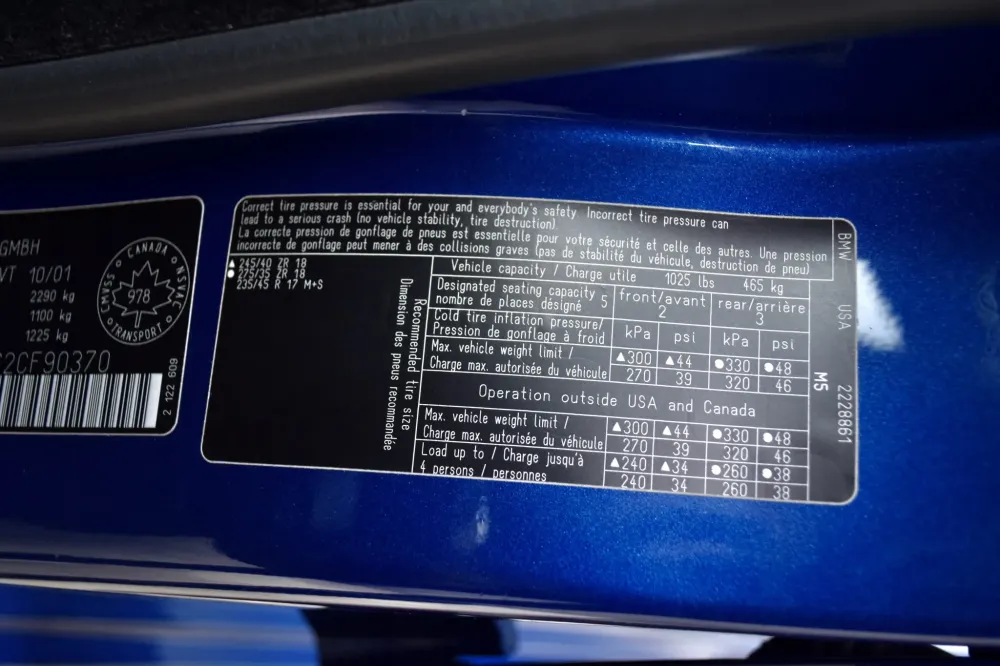 GMBH
VT 10/01
2290 kg
1100 kg
1225 kg
CANADA
CMVSS
NSVAC
978
TRANSPORT
2CF90370
2 122 609
Correct tire pressure is essential for your and everybody's safety Incorrect tire pressure can
lead to a serious crash (no vehicle stability, tire destruction).
La correcte pression de gonflage de pneus est essentielle pour votre sécurité et celle des autres. Une pression
incorrecte de gonflage peut mener à des collisions graves (pas de stabilité du véhicule, destruction de pneu)
▲ 245/40 ZR 18
● 275/35 ZR 18
235/45 R 17 M+S
Recommended tire size
Dimension des pneus recommandée
Vehicle capacity / Charge utile 1025 lbs 465 kg
Designated seating capacity
nombre de places désigné 5
front/avant rear/arrière
2 3
Cold tire inflation pressure/
Pression de gonflage à froid
kPa psi kPa psi
Max. vehicle weight limit / ▲300 ▲44 ●330 ●48
Charge max. autorisée du véhicule 270 39 320 46
Operation outside USA and Canada
Max. vehicle weight limit / ▲300 ▲44 ●330 ●48
Charge max. autorisée du véhicule 270 39 320 46
Load up to / Charge jusqu'à ▲240 ▲34 ●260 ●38
4 persons / personnes 240 34 260 38
BMW USA 2228861
M5